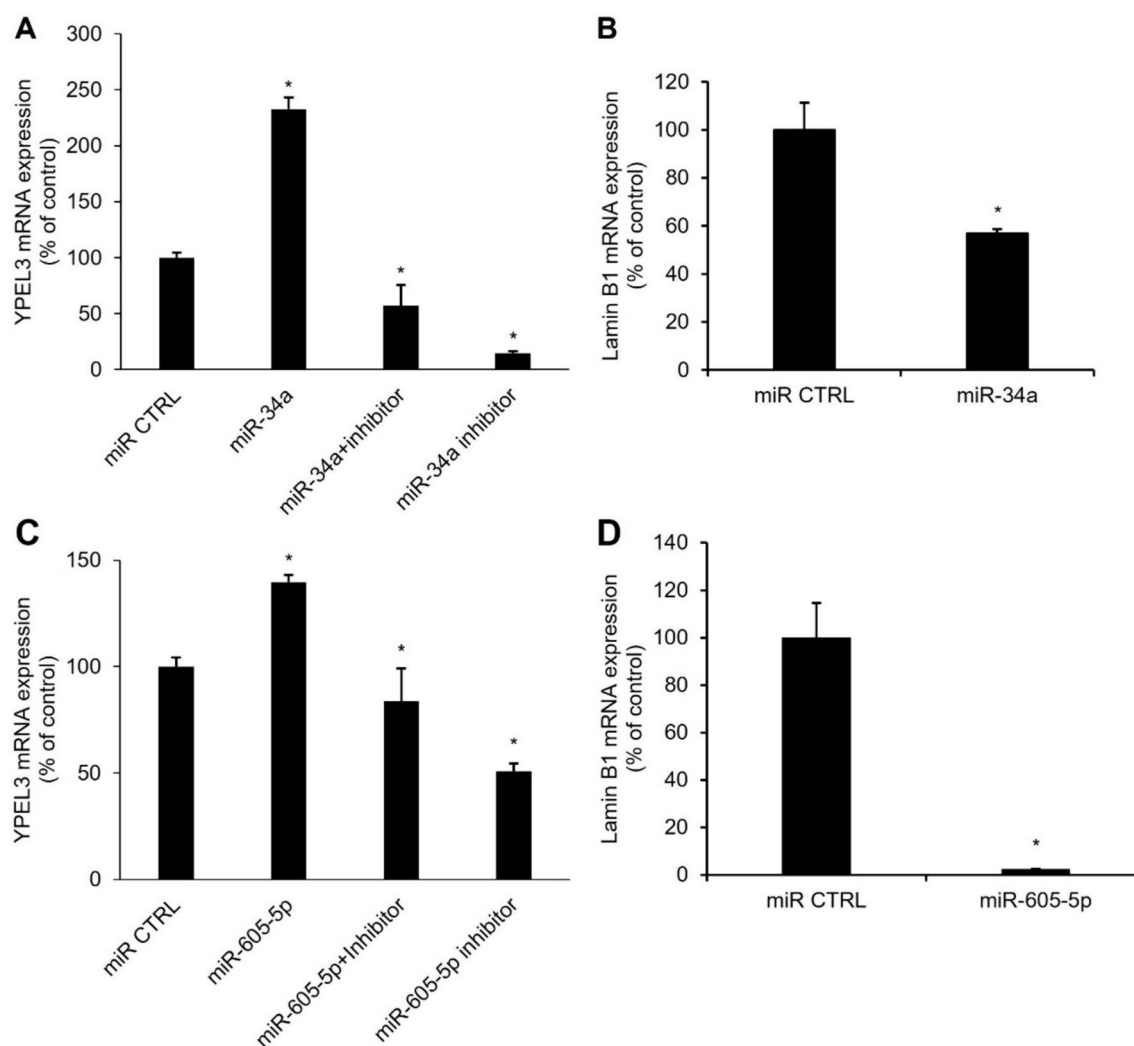 A
YPEL3 mRNA expression
(% of control)
300
250
200
150
100
50
0
*
*
*
miR CTRL
miR-34a
miR-34a+inhibitor
miR-34a inhibitor
B
Lamin B1 mRNA expression
(% of control)
120
100
80
60
40
20
0
*
miR CTRL
miR-34a
C
YPEL3 mRNA expression
(% of control)
150
100
50
0
*
*
*
miR CTRL
miR-605-5p
miR-605-5p+Inhibitor
miR-605-5p inhibitor
D
Lamin B1 mRNA expression
(% of control)
140
120
100
80
60
40
20
0
*
miR CTRL
miR-605-5p